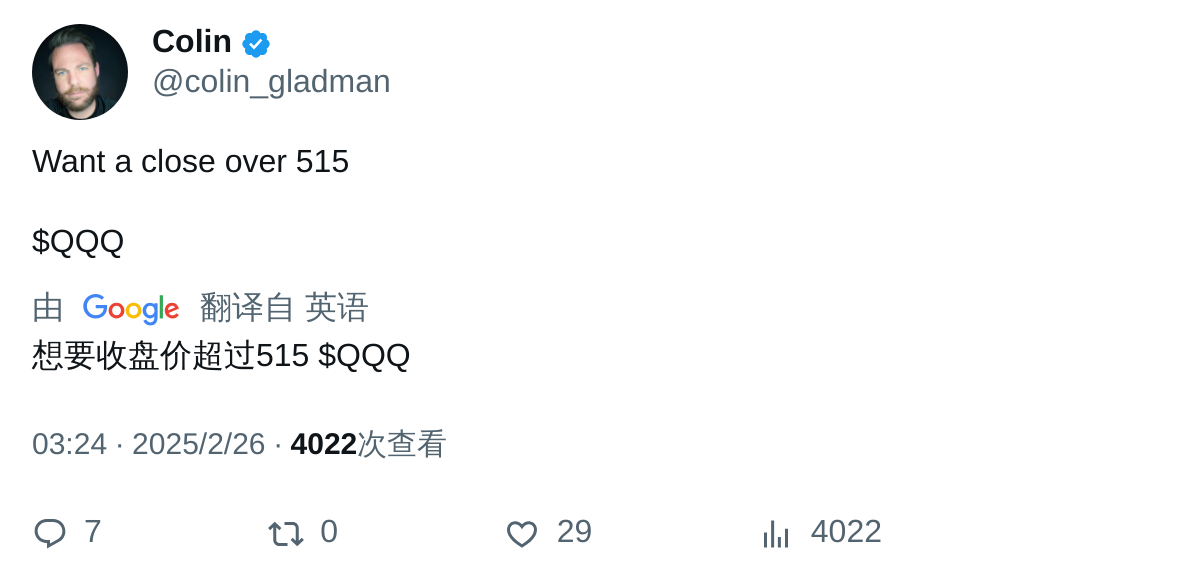 Colin
@colin_gladman
Want a close over 515
$QQQ
由 Google 翻译自 英语
想要收盘价超过515 $QQQ
03:24 · 2025/2/26 · 4022次查看
7 0 29 4022